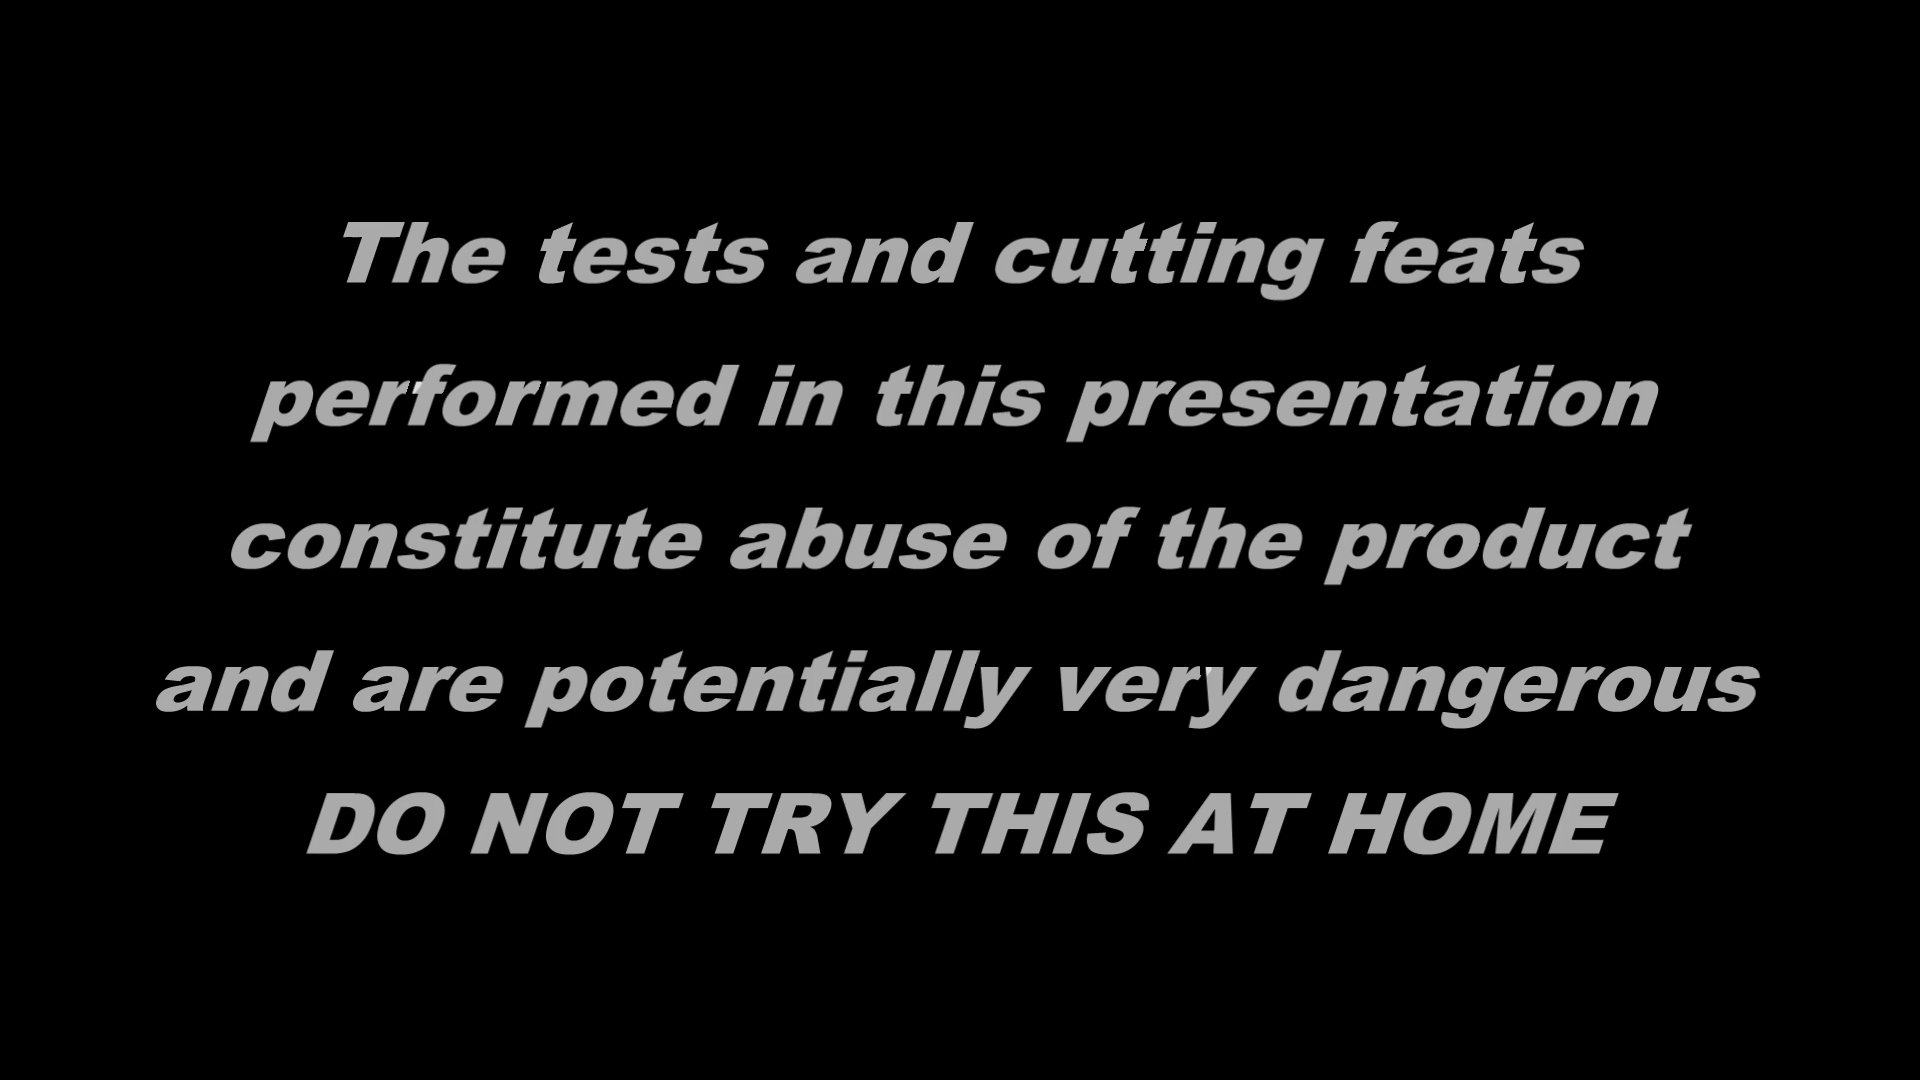 The tests and cutting feats
performed in this presentation
constitute abuse of the product
and are potentially very dangerous
DO NOT TRY THIS AT HOME